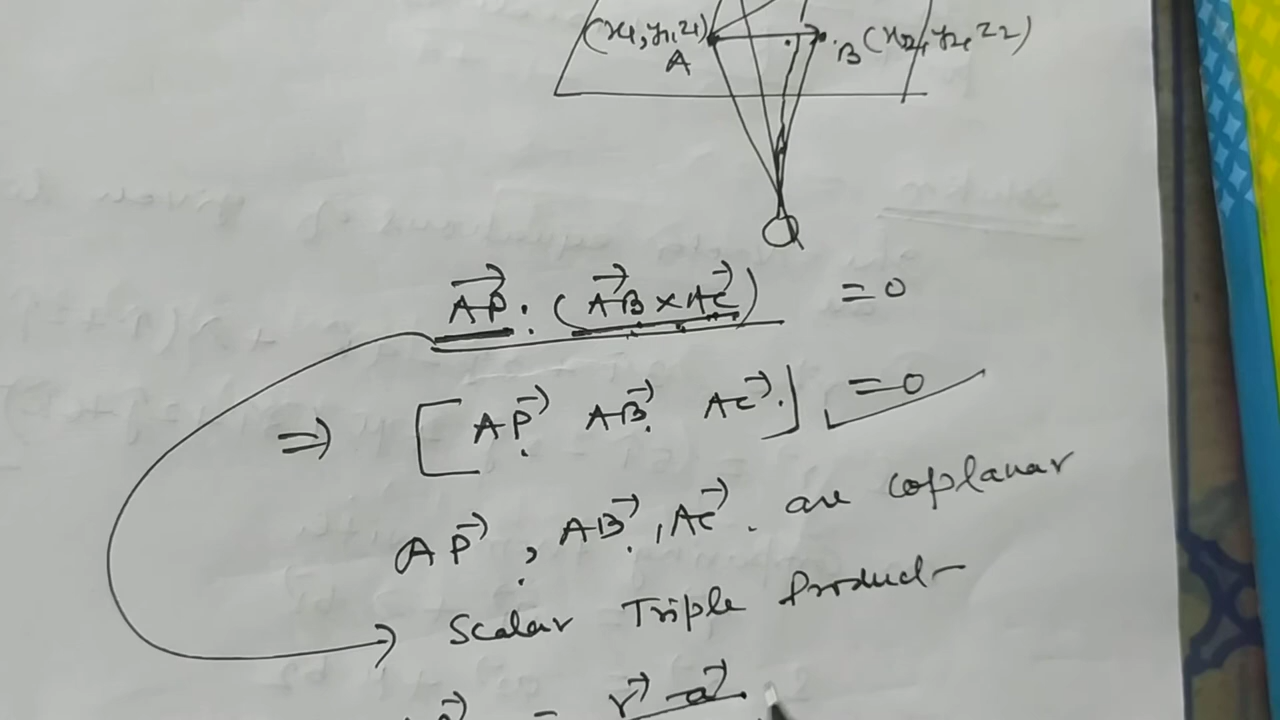 (x1, y1, z1)
A
B (x2, y2, z2)
O
AP⃗ . (AB⃗ × AC⃗) = 0
⇒ [AP⃗ AB⃗ AC⃗] = 0
AP⃗, AB⃗, AC⃗ . are coplanar
→ Scalar Triple Product
= r⃗ - a⃗